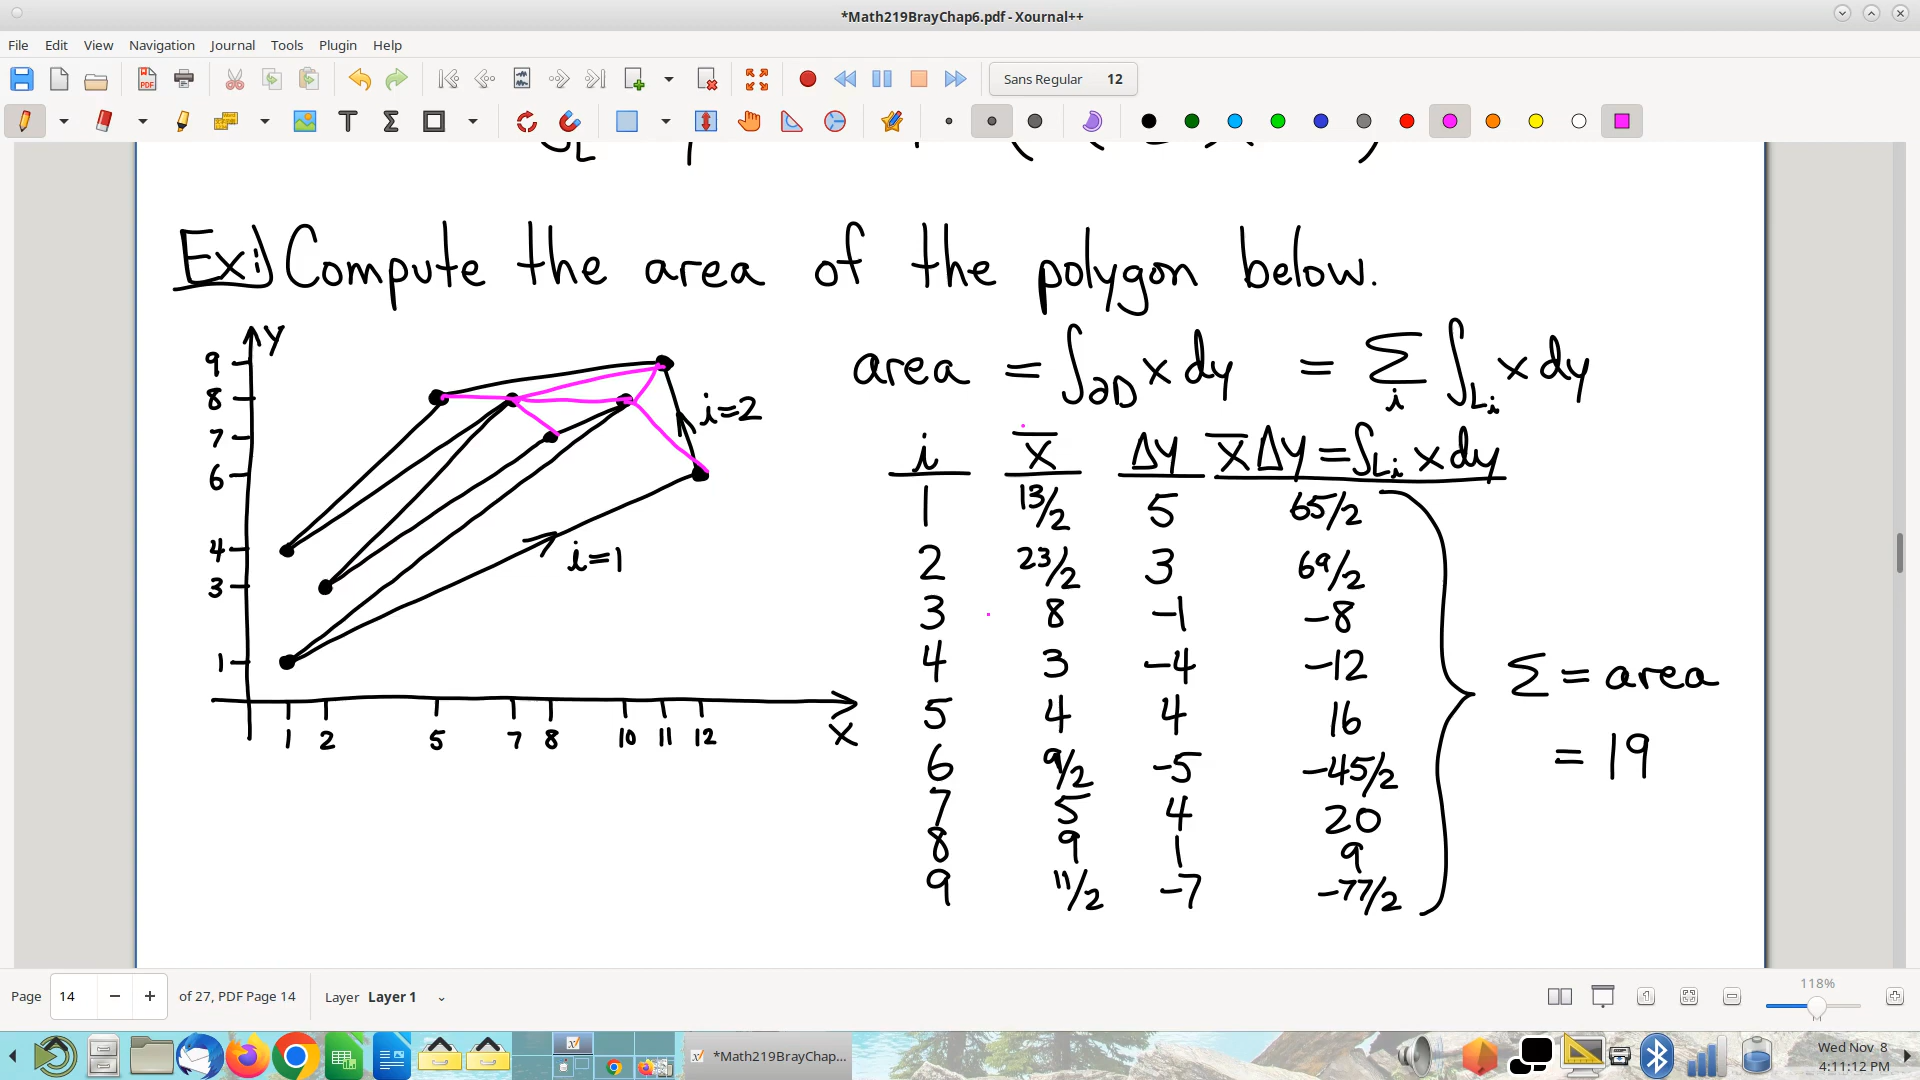 *Math219BrayChap6.pdf - Xournal++
File Edit View Navigation Journal Tools Plugin Help
Sans Regular 12
Ex: Compute the area of the polygon below.
area = ∫∂D x dy = Σi ∫Li x dy
y
9
8
7
6
4
3
1
1 2 5 7 8 10 11 12 x
i=2
i=1
i x̄ Δy x̄Δy = ∫Li x dy
1 13/2 5 65/2
2 23/2 3 69/2
3 8 -1 -8
4 3 -4 -12
5 4 4 16
6 9/2 -5 -45/2
7 5 4 20
8 9 1 9
9 11/2 -7 -77/2
Σ = area
= 19
Page 14 of 27, PDF Page 14 Layer Layer 1 118%
*Math219BrayChap...
Wed Nov 8
4:11:12 PM